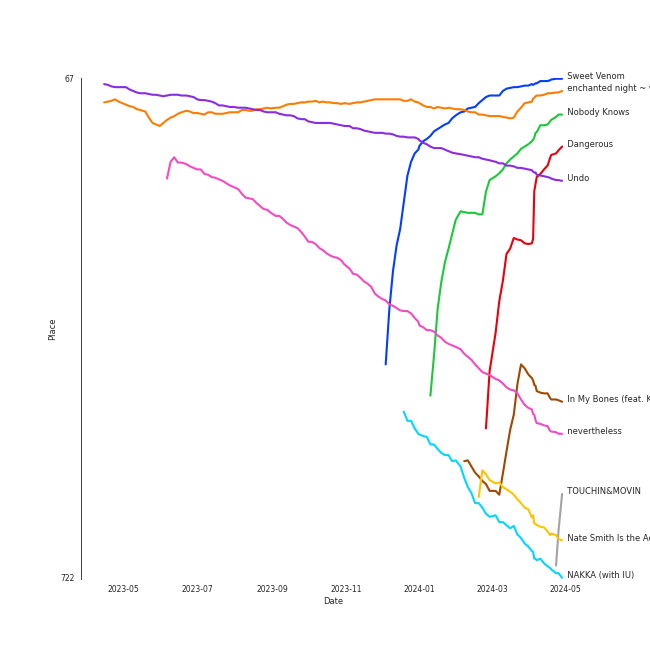 67
Sweet Venom
enchanted night ~
Nobody Knows
Dangerous
Undo
Place
In My Bones (feat.
nevertheless
TOUCHIN&MOVIN
Nate Smith Is the
NAKKA (with IU)
722
2023-05 2023-07 2023-09 2023-11 2024-01 2024-03 2024-05
Date